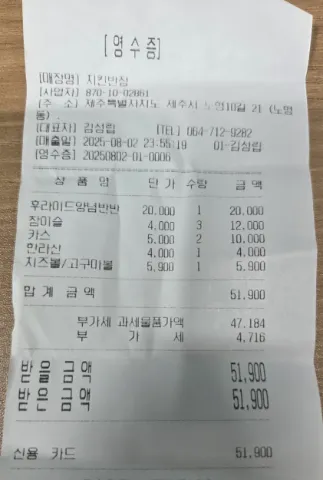 [영수증]
[매장명] 치킨반참
[사업자] 870-10-02861
[주 소] 제주특별자치도 제주시 노형10길 21 (노형
동) .
[대표자] 김성립 [TEL] 064-712-9282
[매출일] 2025-08-02 23:55:19 01-김성립
[영수증] 20250802-01-0006
상 품 명 단 가 수량 금 액
후라이드양념반반 20,000 1 20,000
참이슬 4,000 3 12,000
카스 5,000 2 10,000
한라산 4,000 1 4,000
치즈볼/고구마볼 5,900 1 5,900
합 계 금 액 51,900
부가세 과세물품가액 47,184
부 가 세 4,716
받을금액 51,900
받은금액 51,900
신용 카드 51,900